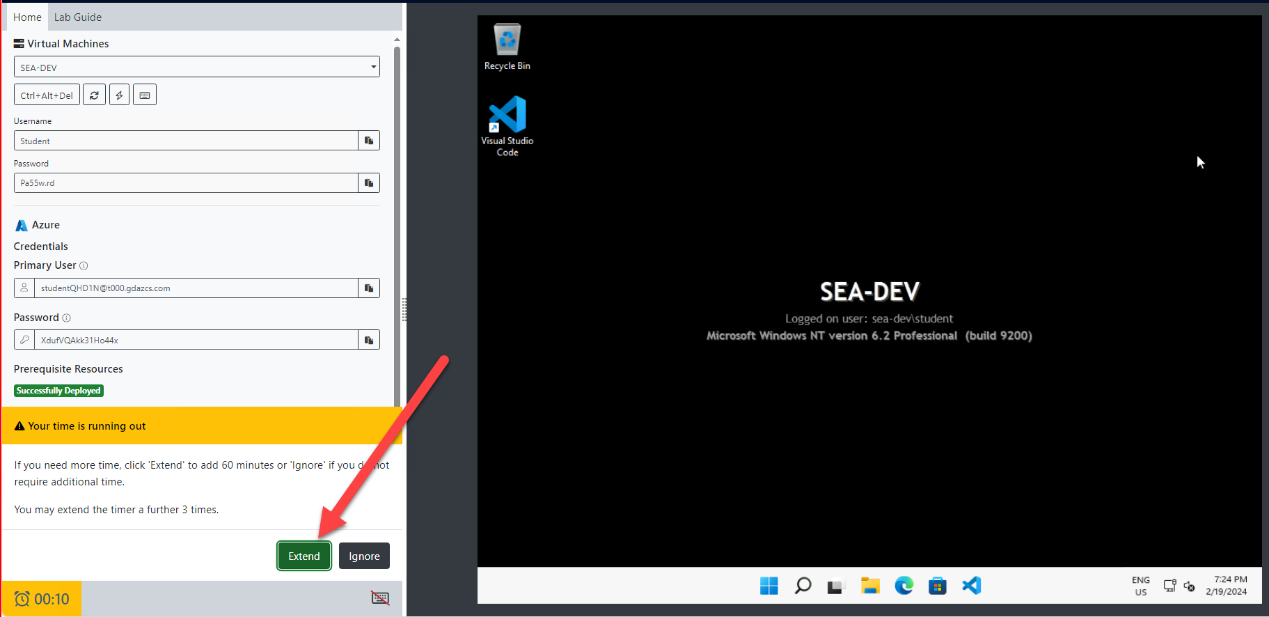 Home Lab Guide
Virtual Machines
SEA-DEV
Ctrl+Alt+Del
Username
Student
Password
Pa55w.rd
Azure
Credentials
Primary User
studentQHD1N@t000.gdazcs.com
Password
XdufVQAkk31Ho44x
Prerequisite Resources
Successfully Deployed
Your time is running out
If you need more time, click 'Extend' to add 60 minutes or 'Ignore' if you do not
require additional time.
You may extend the timer a further 3 times.
Extend Ignore
00:10
Recycle Bin
Visual Studio
Code
SEA-DEV
Logged on user: sea-dev\student
Microsoft Windows NT version 6.2 Professional (build 9200)
ENG
US
7:24 PM
2/19/2024